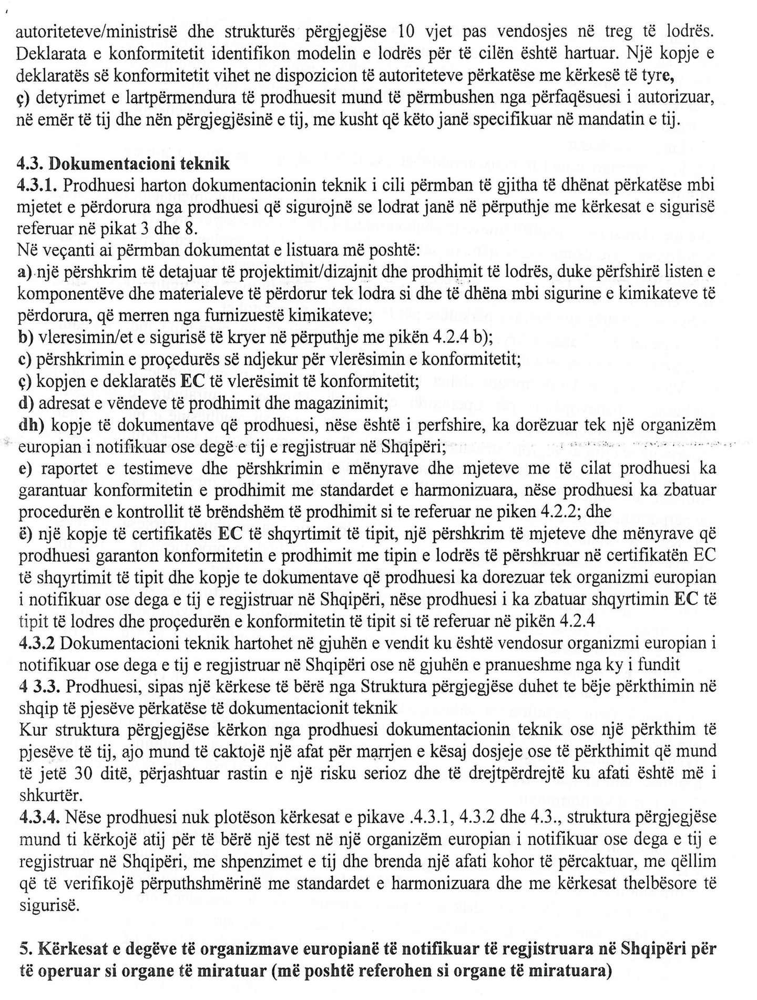 autoriteteve/ministrisë dhe strukturës përgjegjëse 10 vjet pas vendosjes në treg të lodrës.
Deklarata e konformitetit identifikon modelin e lodrës për të cilën është hartuar. Një kopje e
deklaratës së konformitetit vihet ne dispozicion të autoriteteve përkatëse me kërkesë të tyre,
ç) detyrimet e lartpërmendura të prodhuesit mund të përmbushen nga përfaqësuesi i autorizuar,
në emër të tij dhe nën përgjegjësinë e tij, me kusht që këto janë specifikuar në mandatin e tij.
4.3. Dokumentacioni teknik
4.3.1. Prodhuesi harton dokumentacionin teknik i cili përmban të gjitha të dhënat përkatëse mbi
mjetet e përdorura nga prodhuesi që sigurojnë se lodrat janë në përputhje me kërkesat e sigurisë
referuar në pikat 3 dhe 8.
Në veçanti ai përmban dokumentat e listuara më poshtë:
a) një përshkrim të detajuar të projektimit/dizajnit dhe prodhimit të lodrës, duke përfshirë listen e
komponentëve dhe materialeve të përdorur tek lodra si dhe të dhëna mbi sigurine e kimikateve të
përdorura, që merren nga furnizuestë kimikateve;
b) vleresimin/et e sigurisë të kryer në përputhje me pikën 4.2.4 b);
c) përshkrimin e proçedurës së ndjekur për vlerësimin e konformitetit;
ç) kopjen e deklaratës EC të vlerësimit të konformitetit;
d) adresat e vëndeve të prodhimit dhe magazinimit;
dh) kopje të dokumentave që prodhuesi, nëse është i perfshire, ka dorëzuar tek një organizëm
europian i notifikuar ose degë e tij e regjistruar në Shqipëri;
e) raportet e testimeve dhe përshkrimin e mënyrave dhe mjeteve me të cilat prodhuesi ka
garantuar konformitetin e prodhimit me standardet e harmonizuara, nëse prodhuesi ka zbatuar
procedurën e kontrollit të brëndshëm të prodhimit si te referuar ne piken 4.2.2; dhe
ë) një kopje të certifikatës EC të shqyrtimit të tipit, një përshkrim të mjeteve dhe mënyrave që
prodhuesi garanton konformitetin e prodhimit me tipin e lodrës të përshkruar në certifikatën EC
të shqyrtimit të tipit dhe kopje te dokumentave që prodhuesi ka dorezuar tek organizmi europian
i notifikuar ose dega e tij e regjistruar në Shqipëri, nëse prodhuesi i ka zbatuar shqyrtimin EC të
tipit të lodres dhe proçedurën e konformitetin të tipit si të referuar në pikën 4.2.4
4.3.2 Dokumentacioni teknik hartohet në gjuhën e vendit ku është vendosur organizmi europian i
notifikuar ose dega e tij e regjistruar në Shqipëri ose në gjuhën e pranueshme nga ky i fundit
4 3.3. Prodhuesi, sipas një kërkese të bërë nga Struktura përgjegjëse duhet te bëje përkthimin në
shqip të pjesëve përkatëse të dokumentacionit teknik
Kur struktura përgjegjëse kërkon nga prodhuesi dokumentacionin teknik ose një përkthim të
pjesëve të tij, ajo mund të caktojë një afat për marrjen e kësaj dosjeje ose të përkthimit që mund
të jetë 30 ditë, përjashtuar rastin e një risku serioz dhe të drejtpërdrejtë ku afati është më i
shkurtër.
4.3.4. Nëse prodhuesi nuk plotëson kërkesat e pikave .4.3.1, 4.3.2 dhe 4.3., struktura përgjegjëse
mund ti kërkojë atij për të bërë një test në një organizëm europian i notifikuar ose dega e tij e
regjistruar në Shqipëri, me shpenzimet e tij dhe brenda një afati kohor të përcaktuar, me qëllim
që të verifikojë përputhshmërinë me standardet e harmonizuara dhe me kërkesat thelbësore të
sigurisë.
5. Kërkesat e degëve të organizmave europianë të notifikuar të regjistruara në Shqipëri për
të operuar si organe të miratuar (më poshtë referohen si organe të miratuara)